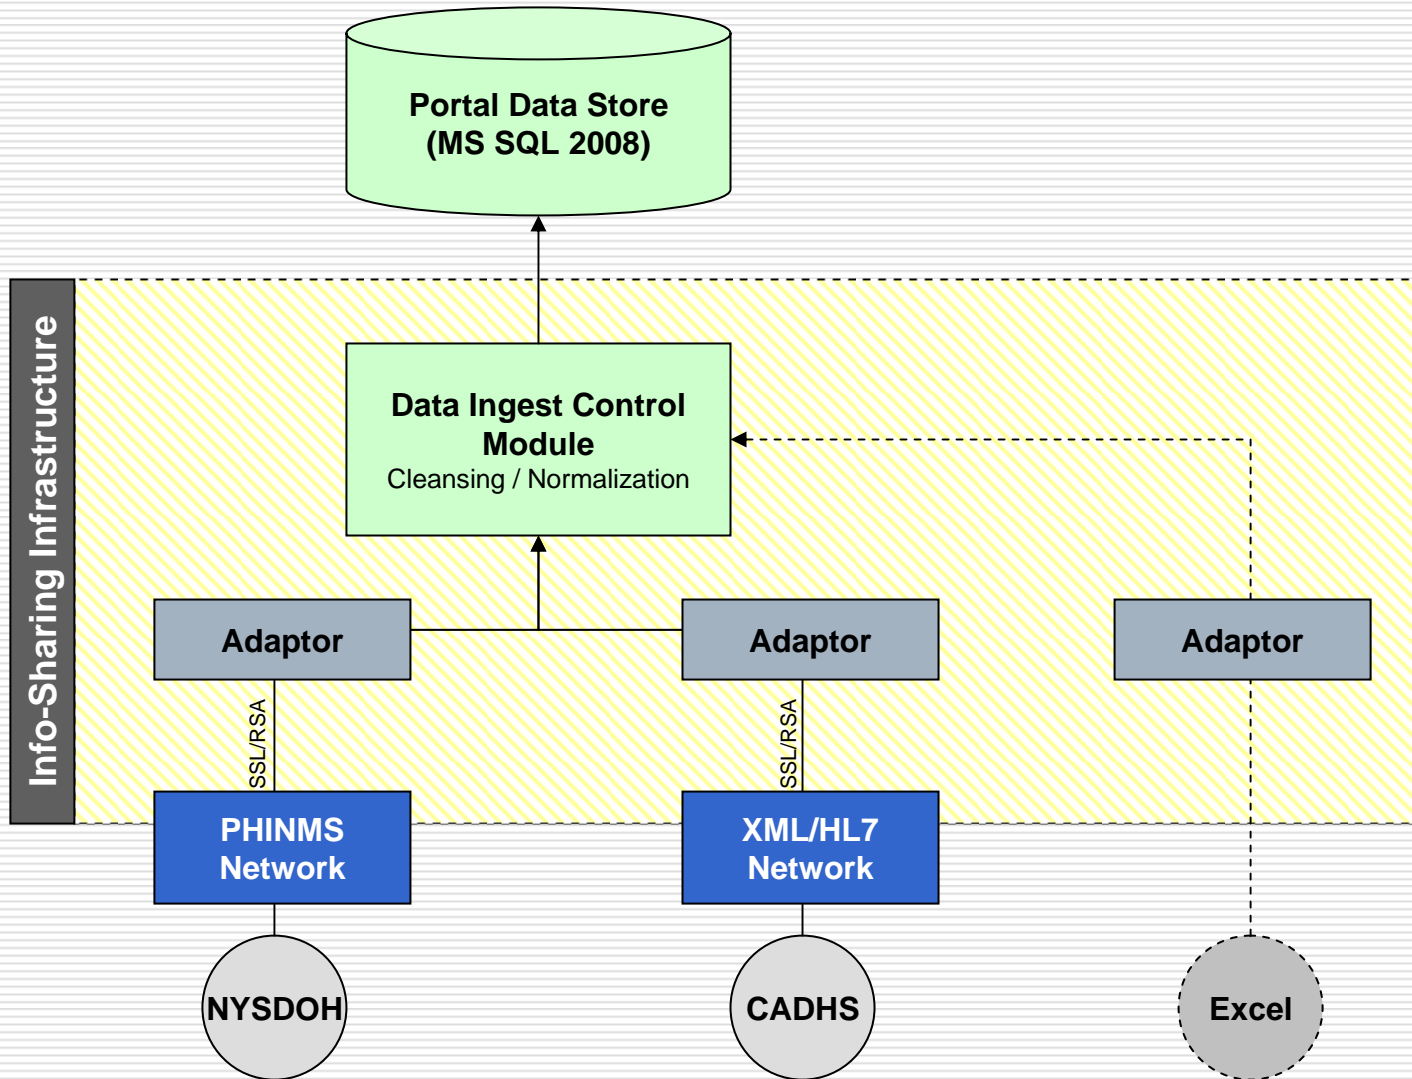 Portal Data Store
(MS SQL 2008)
Info-Sharing Infrastructure
Data Ingest Control
Module
Cleansing / Normalization
Adaptor
Adaptor
Adaptor
SSL/RSA
SSL/RSA
PHINMS
Network
XML/HL7
Network
NYSDOH
CADHS
Excel